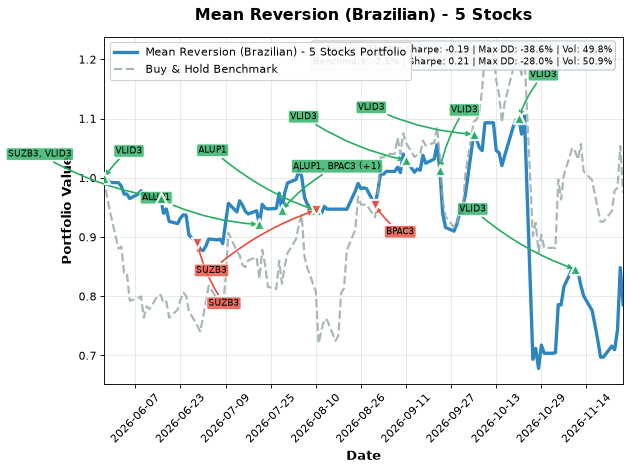 Mean Reversion (Brazilian) - 5 Stocks
Mean Reversion (Brazilian) - 5 Stocks Portfolio
Buy & Hold Benchmark
Sharpe: -0.19 | Max DD: -38.6% | Vol: 49.8%
Benchmark: -2.5% | Sharpe: 0.21 | Max DD: -28.0% | Vol: 50.9%
1.2
1.1
1.0
0.9
0.8
0.7
Portfolio Value
SUZB3, VLID3
VLID3
ALUP1
ALUP1
VLID3
ALUP1, BPAC3 (+1)
VLID3
VLID3
VLID3
VLID3
BPAC3
SUZB3
SUZB3
2026-06-07
2026-06-23
2026-07-09
2026-07-25
2026-08-10
2026-08-26
2026-09-11
2026-09-27
2026-10-13
2026-10-29
2026-11-14
Date